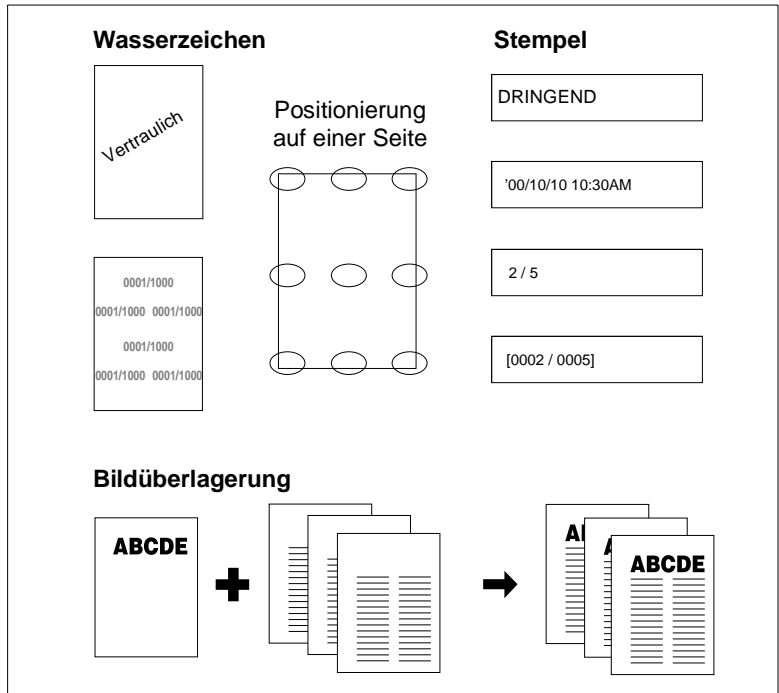 Wasserzeichen
Vertraulich
0001/1000
0001/1000 0001/1000
0001/1000
0001/1000 0001/1000
Positionierung
auf einer Seite
Stempel
DRINGEND
'00/10/10 10:30AM
2 / 5
[0002 / 0005]
Bildüberlagerung
ABCDE
AI
A
ABCDE